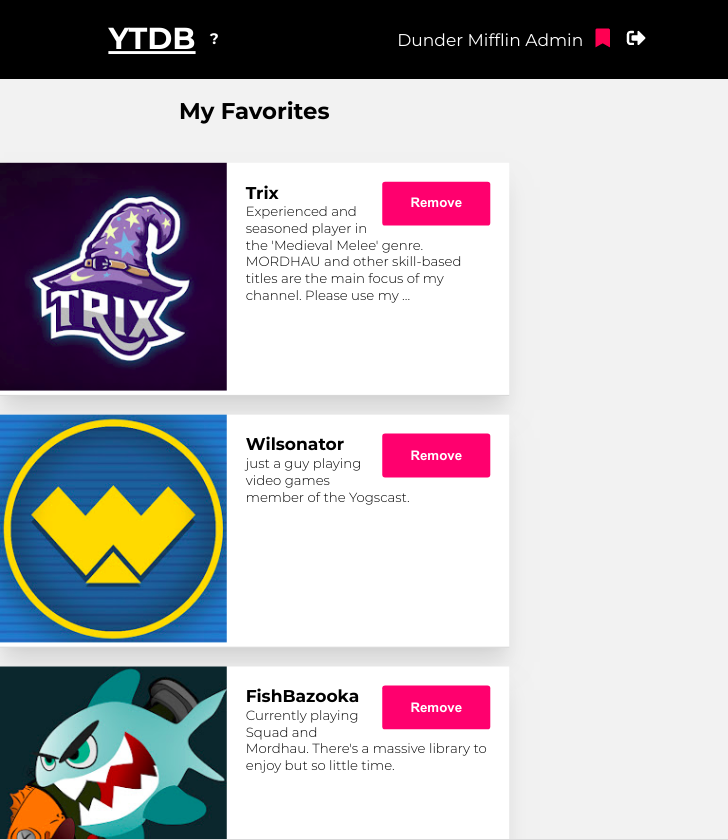 YTDB ? Dunder Mifflin Admin
My Favorites
TRIX
Trix
Remove
Experienced and
seasoned player in
the 'Medieval Melee' genre.
MORDHAU and other skill-based
titles are the main focus of my
channel. Please use my ...
W
Wilsonator
Remove
just a guy playing
video games
member of the Yogscast.
FishBazooka
Remove
Currently playing
Squad and
Mordhau. There's a massive library to
enjoy but so little time.